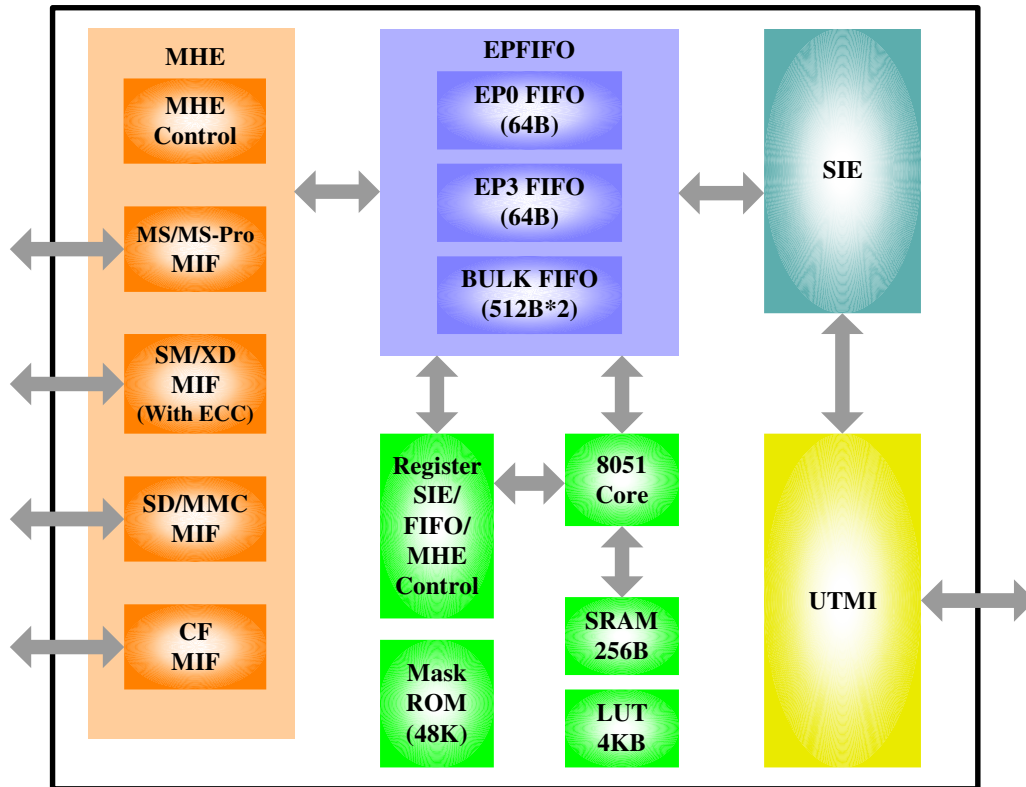 MHE
MHE
Control
MS/MS-Pro
MIF
SM/XD
MIF
(With ECC)
SD/MMC
MIF
CF
MIF
EPFIFO
EP0 FIFO
(64B)
EP3 FIFO
(64B)
BULK FIFO
(512B*2)
SIE
Register
SIE/
FIFO/
MHE
Control
8051
Core
SRAM
256B
Mask
ROM
(48K)
LUT
4KB
UTMI